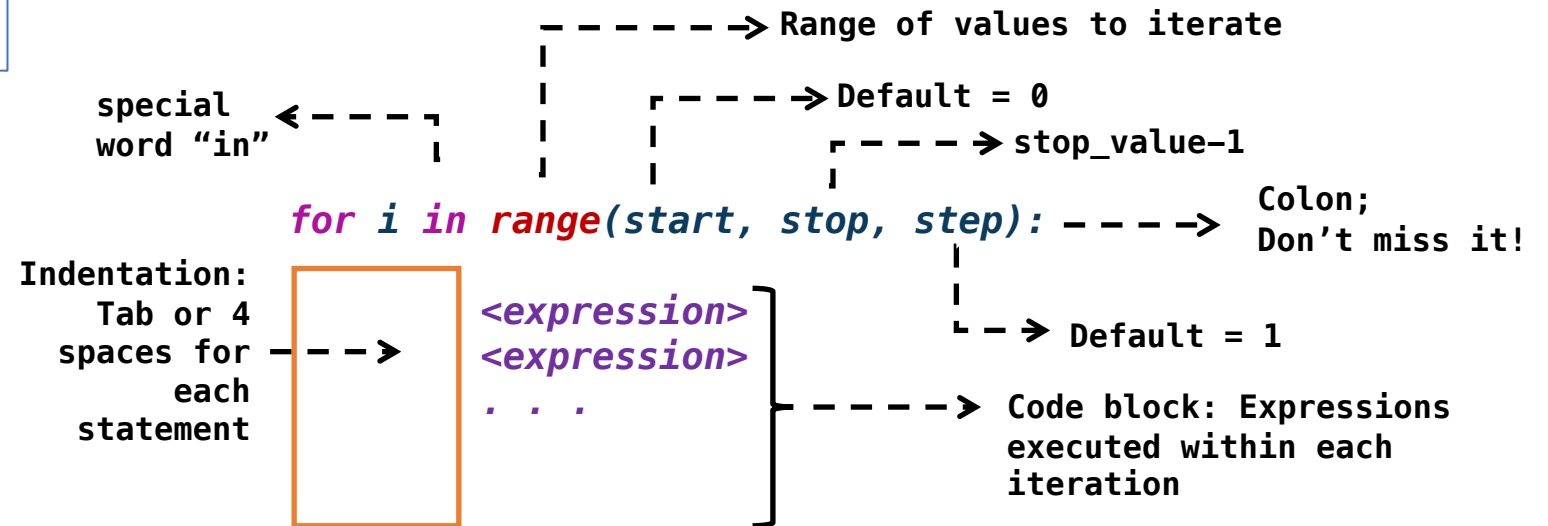 Range of values to iterate
Default = 0
special
word “in”
stop_value–1
for i in range(start, stop, step):
Colon;
Don’t miss it!
Indentation:
Tab or 4
spaces for
each
statement
<expression>
<expression>
. . .
Default = 1
Code block: Expressions
executed within each
iteration